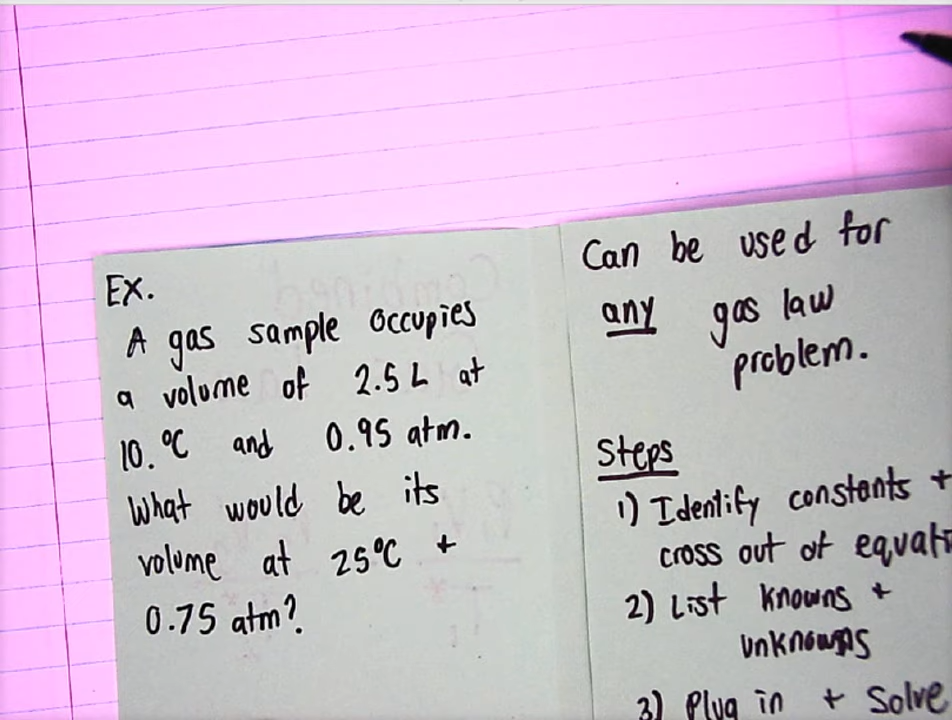 Ex.
A gas sample occupies
a volume of 2.5 L at
10. °C and 0.95 atm.
What would be its
volume at 25°C +
0.75 atm?
Can be used for
any gas law
problem.
Steps
1) Identify constants +
cross out of
2) List knowns +
unknowns
3) Plug in + Solve